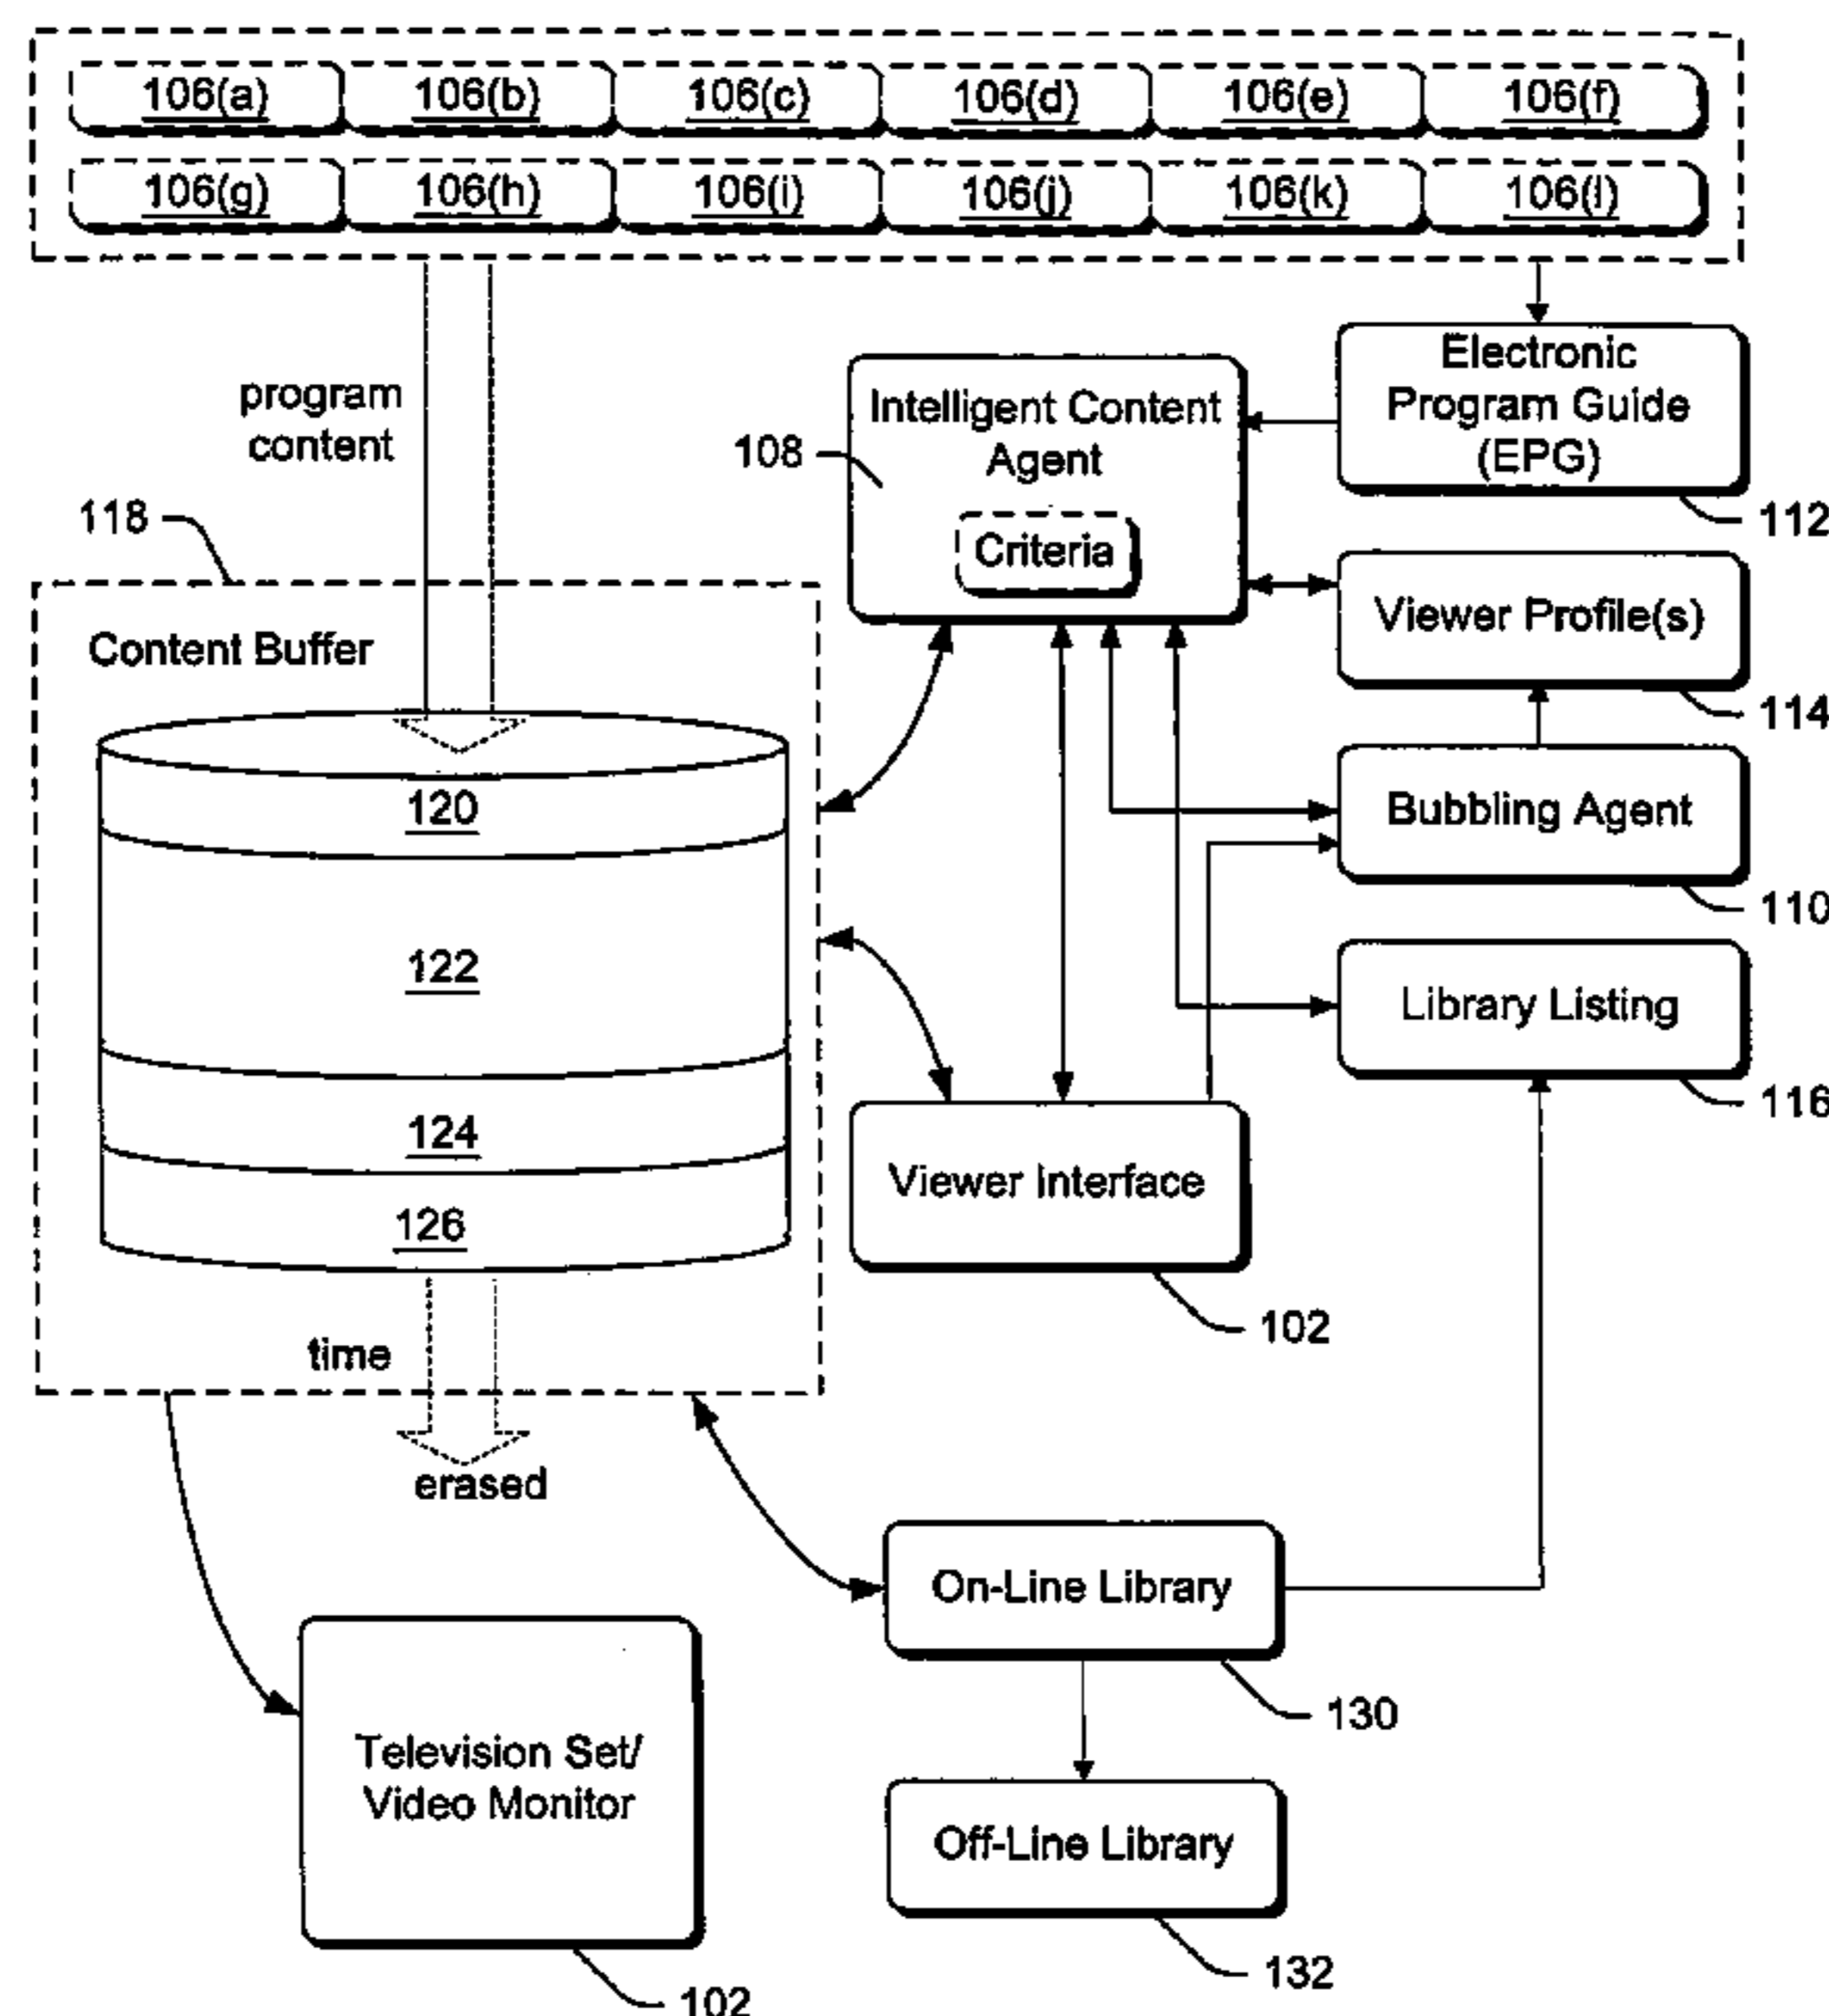 106(a) 106(b) 106(c) 106(d) 106(e) 106(f)
106(g) 106(h) 106(i) 106(j) 106(k) 106(l)
program
content
Electronic
Program Guide
(EPG)
112
Intelligent Content
Agent
Criteria
108
118
Content Buffer
Viewer Profile(s)
114
120
Bubbling Agent
110
122
Library Listing
116
124
Viewer Interface
102
126
time
erased
On-Line Library
130
Television Set/
Video Monitor
102
Off-Line Library
132